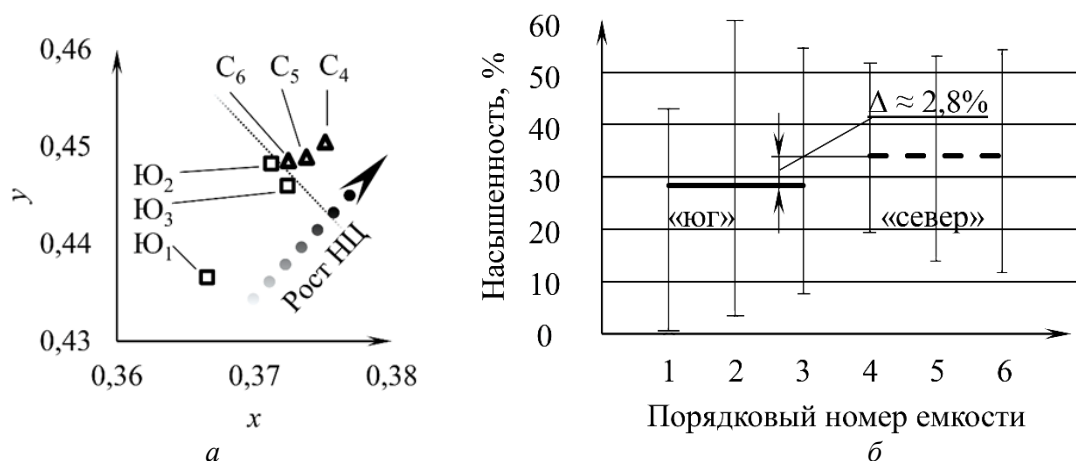 0,46
0,45
0,44
0,43
y
С₆
С₅
С₄
Ю₂
Ю₃
Ю₁
Рост НЦ
0,36
0,37
0,38
x
а
Насышенность, %
60
50
40
30
20
10
0
Δ ≈ 2,8%
«юг»
«север»
1 2 3 4 5 6
Порядковый номер емкости
б